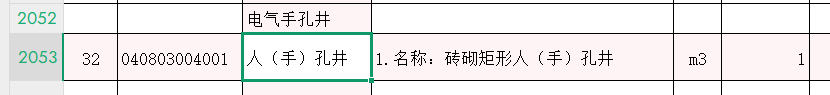 2052 电气手孔井
2053 32 040803004001 人（手）孔井 1.名称：砖砌矩形人（手）孔井 m3 1